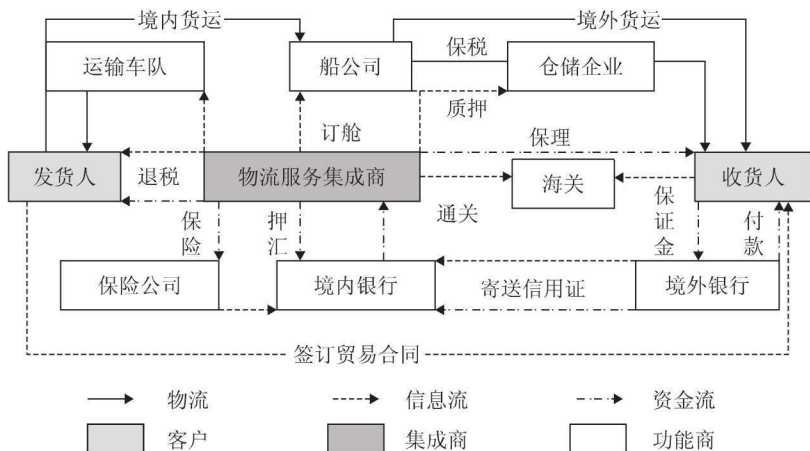 境内货运
境外货运
运输车队
船公司
保税
仓储企业
质押
订舱
保理
发货人
退税
物流服务集成商
海关
收货人
通关
保险
押汇
保证金
付款
保险公司
境内银行
寄送信用证
境外银行
签订贸易合同
物流
信息流
资金流
客户
集成商
功能商